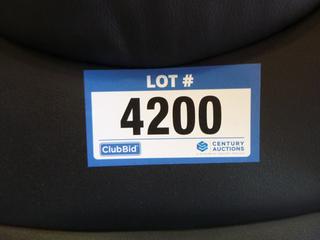 LOT #
4200
ClubBid
CENTURY
AUCTIONS